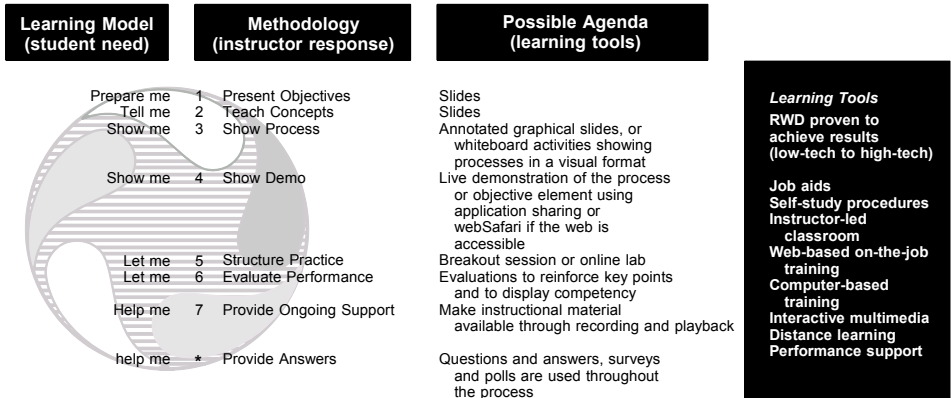 Learning Model
(student need)
Methodology
(instructor response)
Possible Agenda
(learning tools)
Prepare me 1 Present Objectives Slides
Tell me 2 Teach Concepts Slides
Show me 3 Show Process Annotated graphical slides, or
whiteboard activities showing
processes in a visual format
Show me 4 Show Demo Live demonstration of the process
or objective element using
application sharing or
webSafari if the web is
accessible
Let me 5 Structure Practice Breakout session or online lab
Let me 6 Evaluate Performance Evaluations to reinforce key points
and to display competency
Help me 7 Provide Ongoing Support Make instructional material
available through recording and playback
help me * Provide Answers Questions and answers, surveys
and polls are used throughout
the process
Learning Tools
RWD proven to
achieve results
(low-tech to high-tech)
Job aids
Self-study procedures
Instructor-led
classroom
Web-based on-the-job
training
Computer-based
training
Interactive multimedia
Distance learning
Performance support